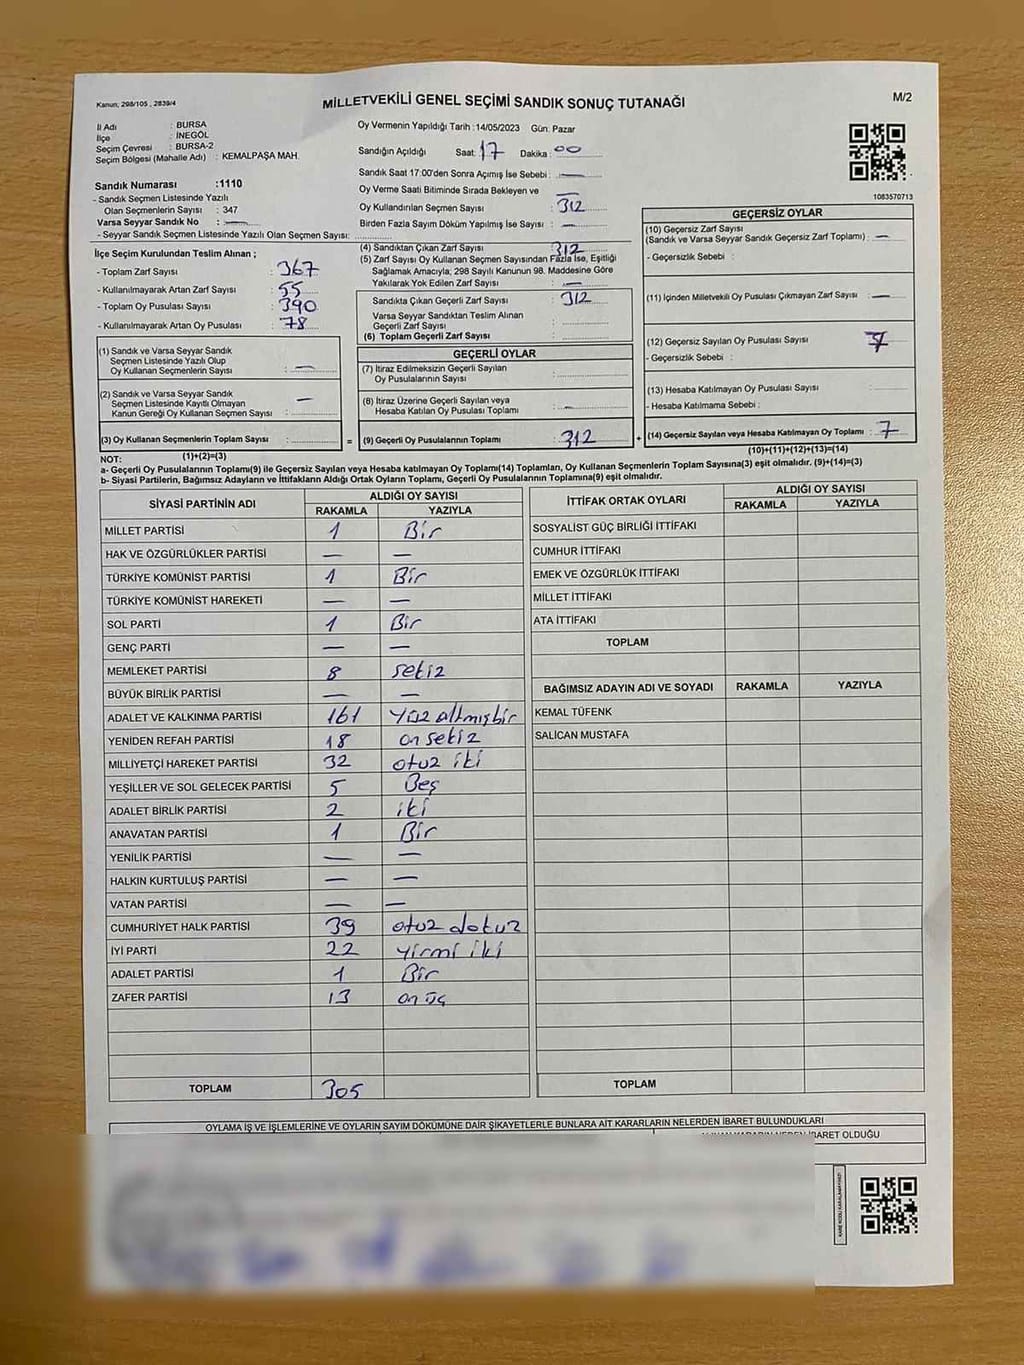 Kanun; 298/105 , 2839/4
MİLLETVEKİLİ GENEL SEÇİMİ SANDIK SONUÇ TUTANAĞI
M/2
İl Adı : BURSA
İlçe : İNEGÖL
Seçim Çevresi : BURSA-2
Seçim Bölgesi (Mahalle Adı) : KEMALPAŞA MAH.
Sandık Numarası :1110
- Sandık Seçmen Listesinde Yazılı
Olan Seçmenlerin Sayısı : 347
Varsa Seyyar Sandık No : —
- Seyyar Sandık Seçmen Listesinde Yazılı Olan Seçmen Sayısı:
Oy Vermenin Yapıldığı Tarih :14/05/2023 Gün: Pazar
Sandığın Açıldığı Saat: 17 Dakika: 00
Sandık Saat 17:00'den Sonra Açımış İse Sebebi : —
Oy Verme Saati Bitiminde Sırada Bekleyen ve —
Oy Kullandırılan Seçmen Sayısı : 312
Birden Fazla Sayım Döküm Yapılmış İse Sayısı : —
1083570713
İlçe Seçim Kurulundan Teslim Alınan ;
- Toplam Zarf Sayısı : 367
- Kullanılmayarak Artan Zarf Sayısı : 55
- Toplam Oy Pusulası Sayısı : 390
- Kullanılmayarak Artan Oy Pusulası : 78
(1) Sandık ve Varsa Seyyar Sandık
Seçmen Listesinde Yazılı Olup
Oy Kullanan Seçmenlerin Sayısı : —
(2) Sandık ve Varsa Seyyar Sandık
Seçmen Listesinde Kayıtlı Olmayan
Kanun Gereği Oy Kullanan Seçmen Sayısı : —
(3) Oy Kullanan Seçmenlerin Toplam Sayısı :
(4) Sandıktan Çıkan Zarf Sayısı : 312
(5) Zarf Sayısı Oy Kullanan Seçmen Sayısından Fazla İse, Eşitliği
Sağlamak Amacıyla; 298 Sayılı Kanunun 98. Maddesine Göre
Yakılarak Yok Edilen Zarf Sayısı : —
Sandıkta Çıkan Geçerli Zarf Sayısı : 312
Varsa Seyyar Sandıktan Teslim Alınan
Geçerli Zarf Sayısı :
(6) Toplam Geçerli Zarf Sayısı :
GEÇERLİ OYLAR
(7) İtiraz Edilmeksizin Geçerli Sayılan
Oy Pusulalarının Sayısı :
(8) İtiraz Üzerine Geçerli Sayılan veya
Hesaba Katılan Oy Pusulası Toplamı : —
= (9) Geçerli Oy Pusulalarının Toplamı : 312 +
GEÇERSİZ OYLAR
(10) Geçersiz Zarf Sayısı
(Sandık ve Varsa Seyyar Sandık Geçersiz Zarf Toplamı) : —
- Geçersizlik Sebebi :
(11) İçinden Milletvekili Oy Pusulası Çıkmayan Zarf Sayısı : —
(12) Geçersiz Sayılan Oy Pusulası Sayısı : 7
- Geçersizlik Sebebi :
(13) Hesaba Katılmayan Oy Pusulası Sayısı :
- Hesaba Katılmama Sebebi :
(14) Geçersiz Sayılan veya Hesaba Katılmayan Oy Toplamı : 7
NOT: (1)+(2)=(3) (10)+(11)+(12)+(13)=(14)
a- Geçerli Oy Pusulalarının Toplamı(9) ile Geçersiz Sayılan veya Hesaba katılmayan Oy Toplamı(14) Toplamları, Oy Kullanan Seçmenlerin Toplam Sayısına(3) eşit olmalıdır. (9)+(14)=(3)
b- Siyasi Partilerin, Bağımsız Adayların ve İttifakların Aldığı Ortak Oyların Toplamı, Geçerli Oy Pusulalarının Toplamına(9) eşit olmalıdır.
SİYASİ PARTİNİN ADI ALDIĞI OY SAYISI
RAKAMLA YAZIYLA
MİLLET PARTİSİ 1 Bir
HAK VE ÖZGÜRLÜKLER PARTİSİ — —
TÜRKİYE KOMÜNİST PARTİSİ 1 Bir
TÜRKİYE KOMÜNİST HAREKETİ — —
SOL PARTİ 1 Bir
GENÇ PARTİ — —
MEMLEKET PARTİSİ 8 sekiz
BÜYÜK BİRLİK PARTİSİ — —
ADALET VE KALKINMA PARTİSİ 161 yüz altmışbir
YENİDEN REFAH PARTİSİ 18 on sekiz
MİLLİYETÇİ HAREKET PARTİSİ 32 otuz iki
YEŞİLLER VE SOL GELECEK PARTİSİ 5 Beş
ADALET BİRLİK PARTİSİ 2 iki
ANAVATAN PARTİSİ 1 Bir
YENİLİK PARTİSİ — —
HALKIN KURTULUŞ PARTİSİ — —
VATAN PARTİSİ — —
CUMHURİYET HALK PARTİSİ 39 otuz dokuz
İYİ PARTİ 22 yirmi iki
ADALET PARTİSİ 1 Bir
ZAFER PARTİSİ 13 on üç
TOPLAM 305
İTTİFAK ORTAK OYLARI ALDIĞI OY SAYISI
RAKAMLA YAZIYLA
SOSYALİST GÜÇ BİRLİĞİ İTTİFAKI
CUMHUR İTTİFAKI
EMEK VE ÖZGÜRLÜK İTTİFAKI
MİLLET İTTİFAKI
ATA İTTİFAKI
TOPLAM
BAĞIMSIZ ADAYIN ADI VE SOYADI RAKAMLA YAZIYLA
KEMAL TÜFENK
SALİCAN MUSTAFA
TOPLAM
OYLAMA İŞ VE İŞLEMLERİNE VE OYLARIN SAYIM DÖKÜMÜNE DAİR ŞİKAYETLERLE BUNLARA AİT KARARLARIN NELERDEN İBARET BULUNDUKLARI
İBARET OLDUĞU